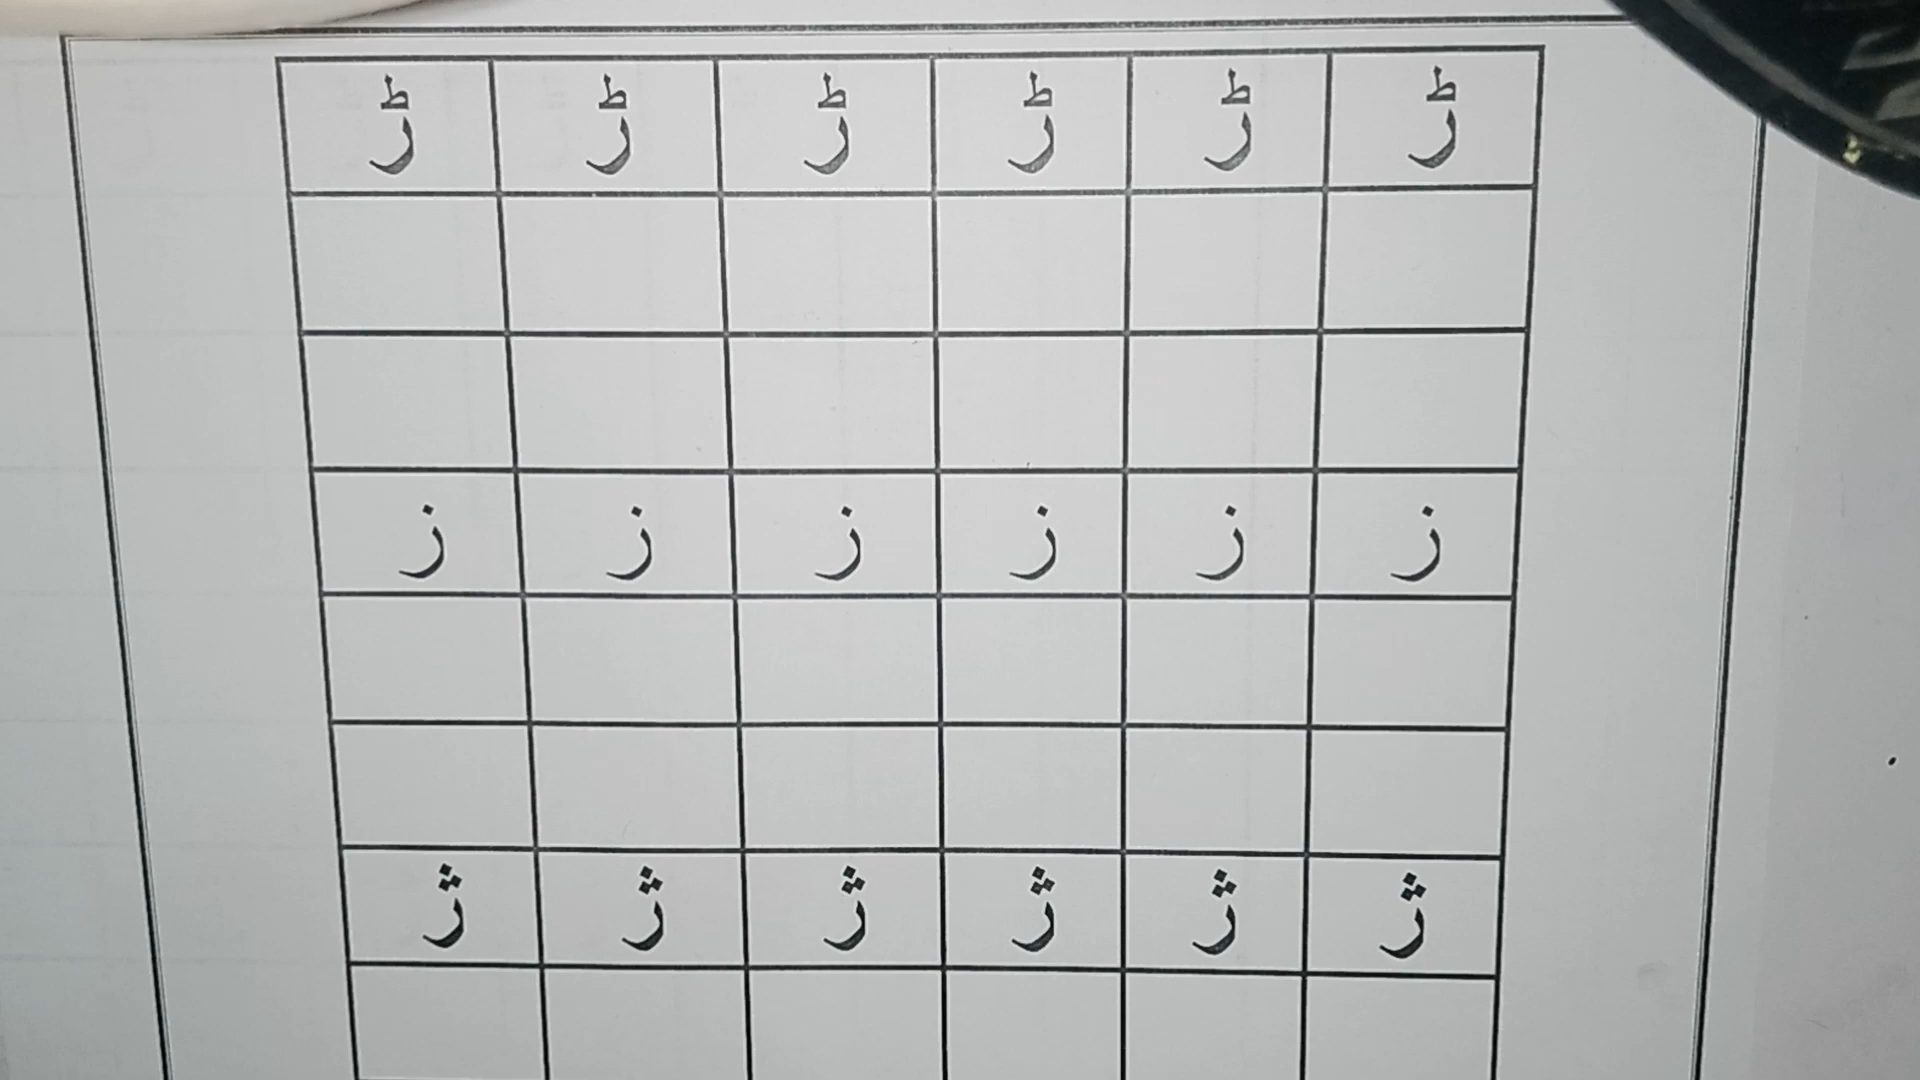 ڑ ڑ ڑ ڑ ڑ ڑ
ز ز ز ز ز ز
ژ ژ ژ ژ ژ ژ